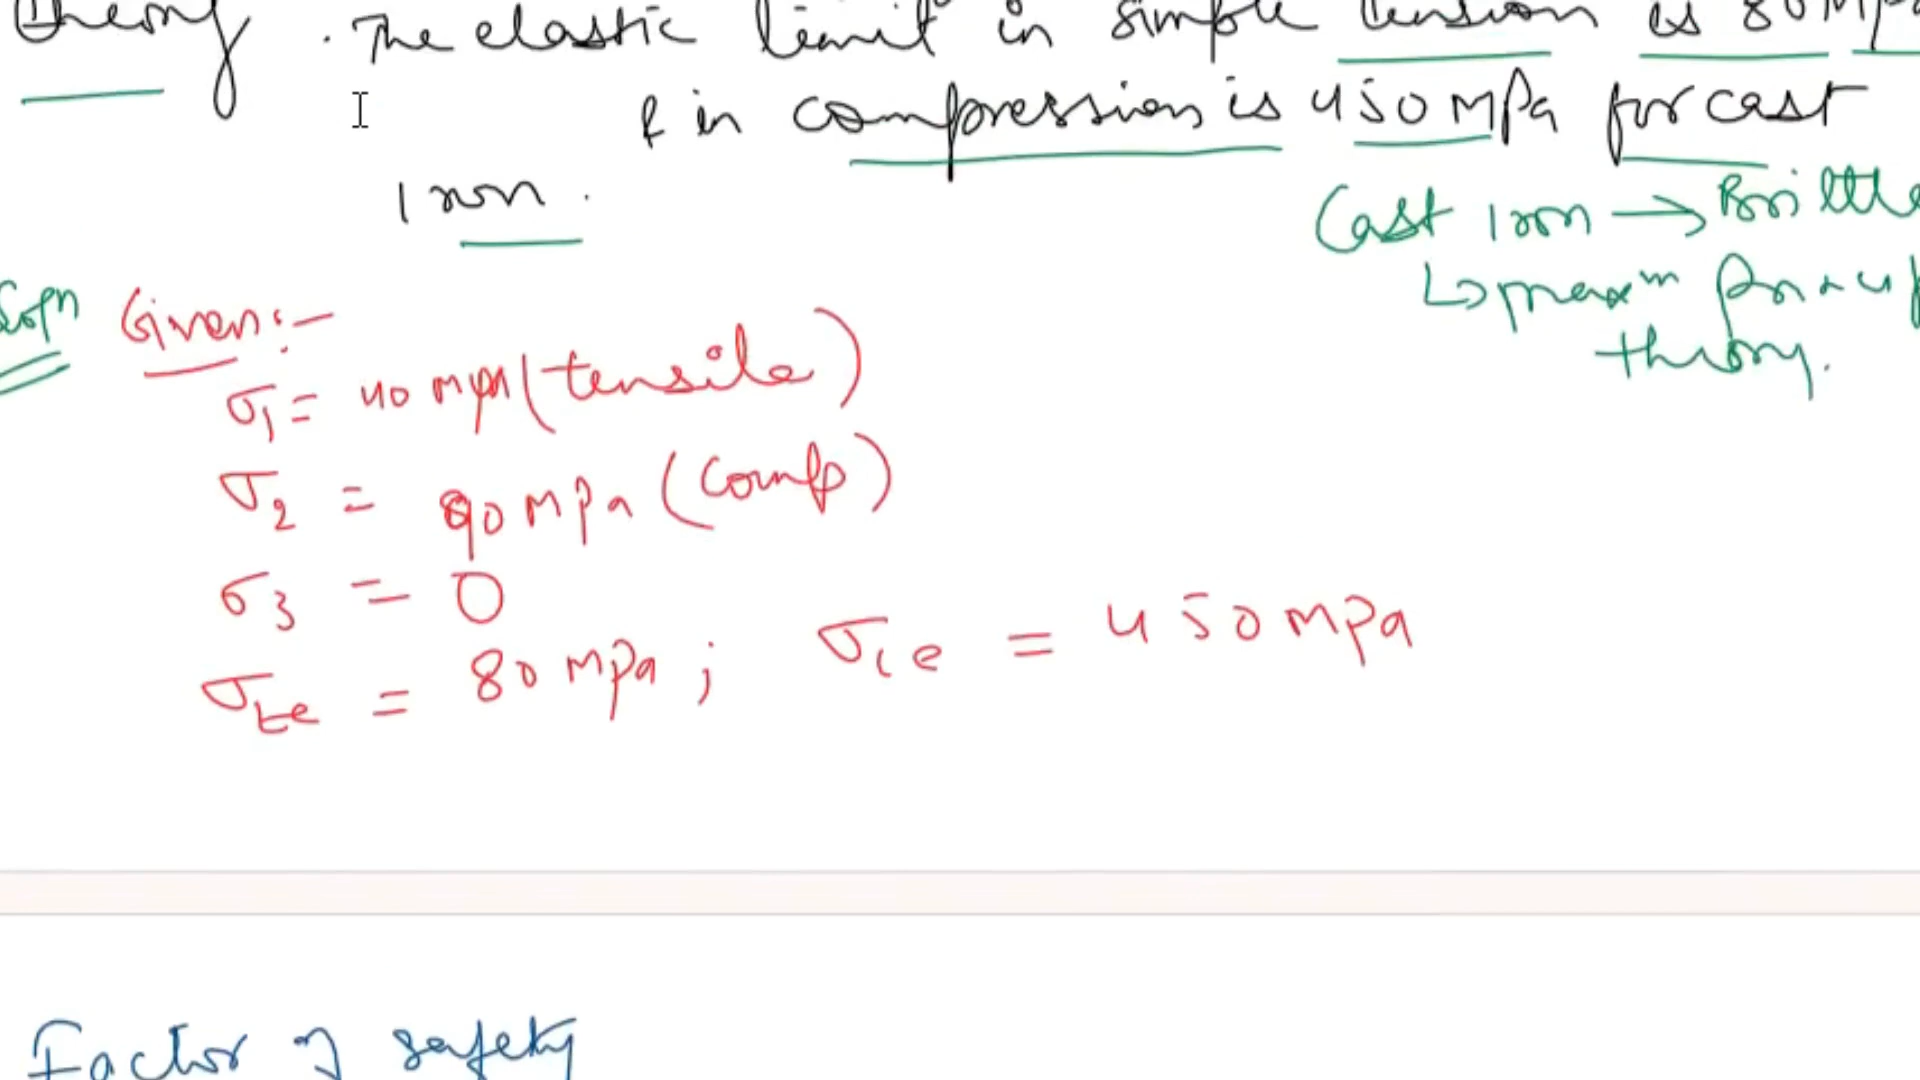 theory. The elastic limit in simple tension is 80 MPa
& in compression is 450 MPa for cast
Iron.
Cast Iron → Brittle
↳ maxm
theory.
Soln Given:-
σ1 = 40 mpa (tensile)
σ2 = 90 mpa (comp)
σ3 = 0
σte = 80 mpa ; σce = 450 mpa
Factor of safety